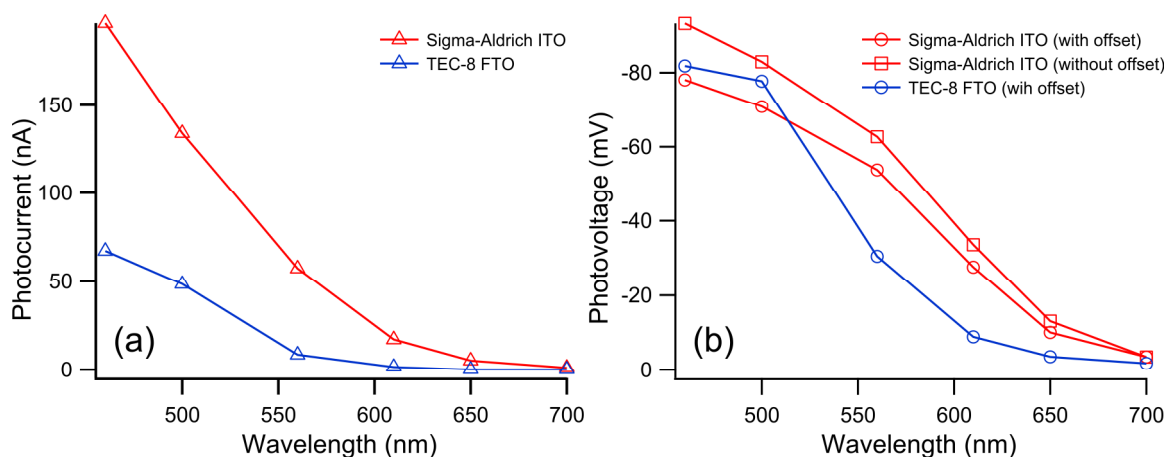 Photocurrent (nA)
150
100
50
0
Sigma-Aldrich ITO
TEC-8 FTO
(a)
500 550 600 650 700
Wavelength (nm)
Photovoltage (mV)
-80
-60
-40
-20
0
Sigma-Aldrich ITO (with offset)
Sigma-Aldrich ITO (without offset)
TEC-8 FTO (wih offset)
(b)
500 550 600 650 700
Wavelength (nm)